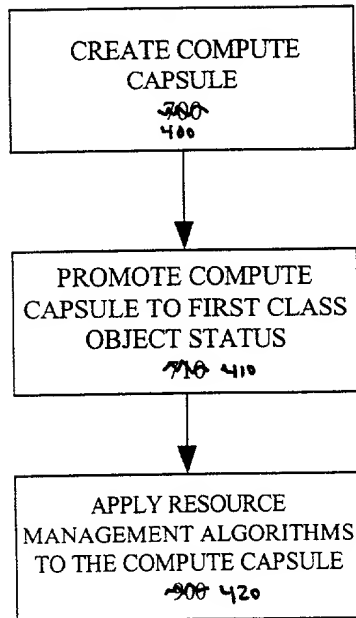 CREATE COMPUTE
CAPSULE
700
400
PROMOTE COMPUTE
CAPSULE TO FIRST CLASS
OBJECT STATUS
710 410
APPLY RESOURCE
MANAGEMENT ALGORITHMS
TO THE COMPUTE CAPSULE
900 420